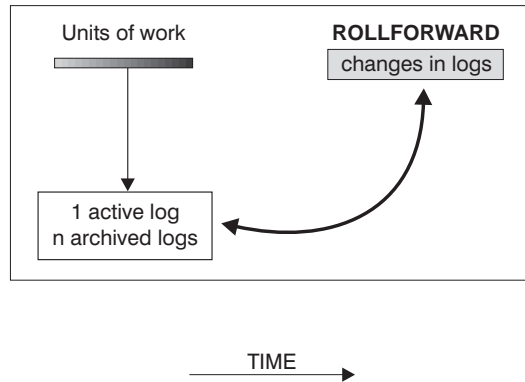 Units of work
ROLLFORWARD
changes in logs
1 active log
n archived logs
TIME